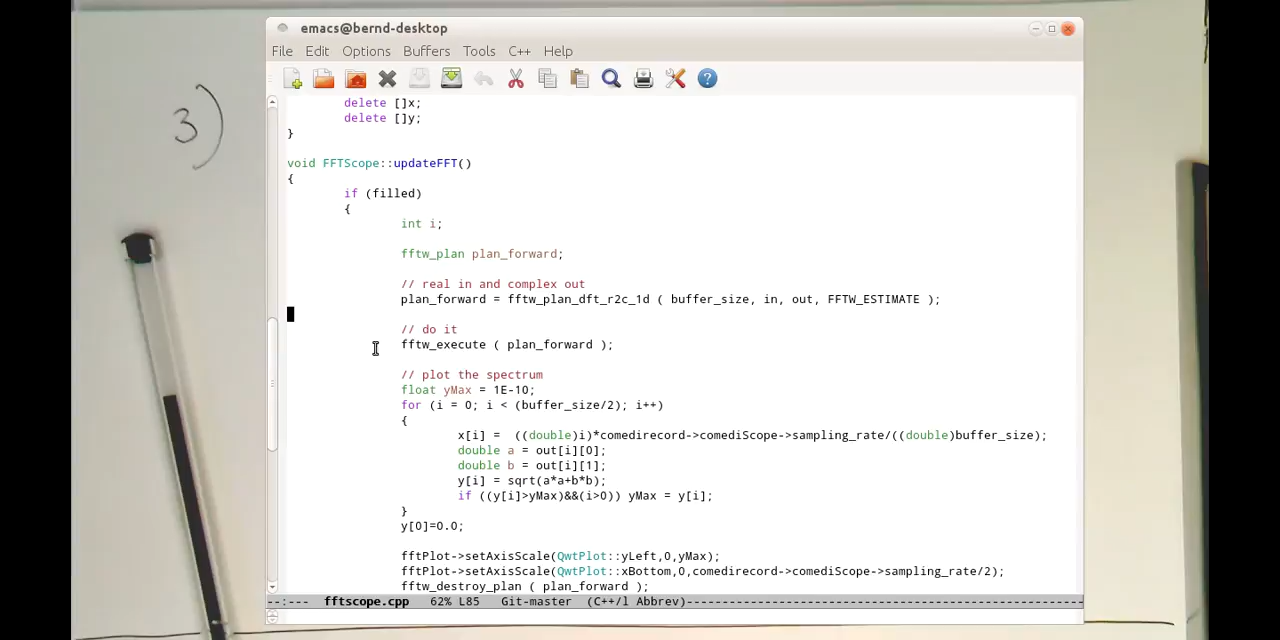 3)
emacs@bernd-desktop
File Edit Options Buffers Tools C++ Help
delete []x;
delete []y;
}
void FFTScope::updateFFT()
{
if (filled)
{
int i;
fftw_plan plan_forward;
// real in and complex out
plan_forward = fftw_plan_dft_r2c_1d ( buffer_size, in, out, FFTW_ESTIMATE );
// do it
fftw_execute ( plan_forward );
// plot the spectrum
float yMax = 1E-10;
for (i = 0; i < (buffer_size/2); i++)
{
x[i] =  ((double)i)*comedirecord->comediScope->sampling_rate/((double)buffer_size);
double a = out[i][0];
double b = out[i][1];
y[i] = sqrt(a*a+b*b);
if ((y[i]>yMax)&&(i>0)) yMax = y[i];
}
y[0]=0.0;
fftPlot->setAxisScale(QwtPlot::yLeft,0,yMax);
fftPlot->setAxisScale(QwtPlot::xBottom,0,comedirecord->comediScope->sampling_rate/2);
fftw_destroy_plan ( plan_forward );
--:--- fftscope.cpp 62% L85 Git-master (C++/l Abbrev)------------------------------------------------------